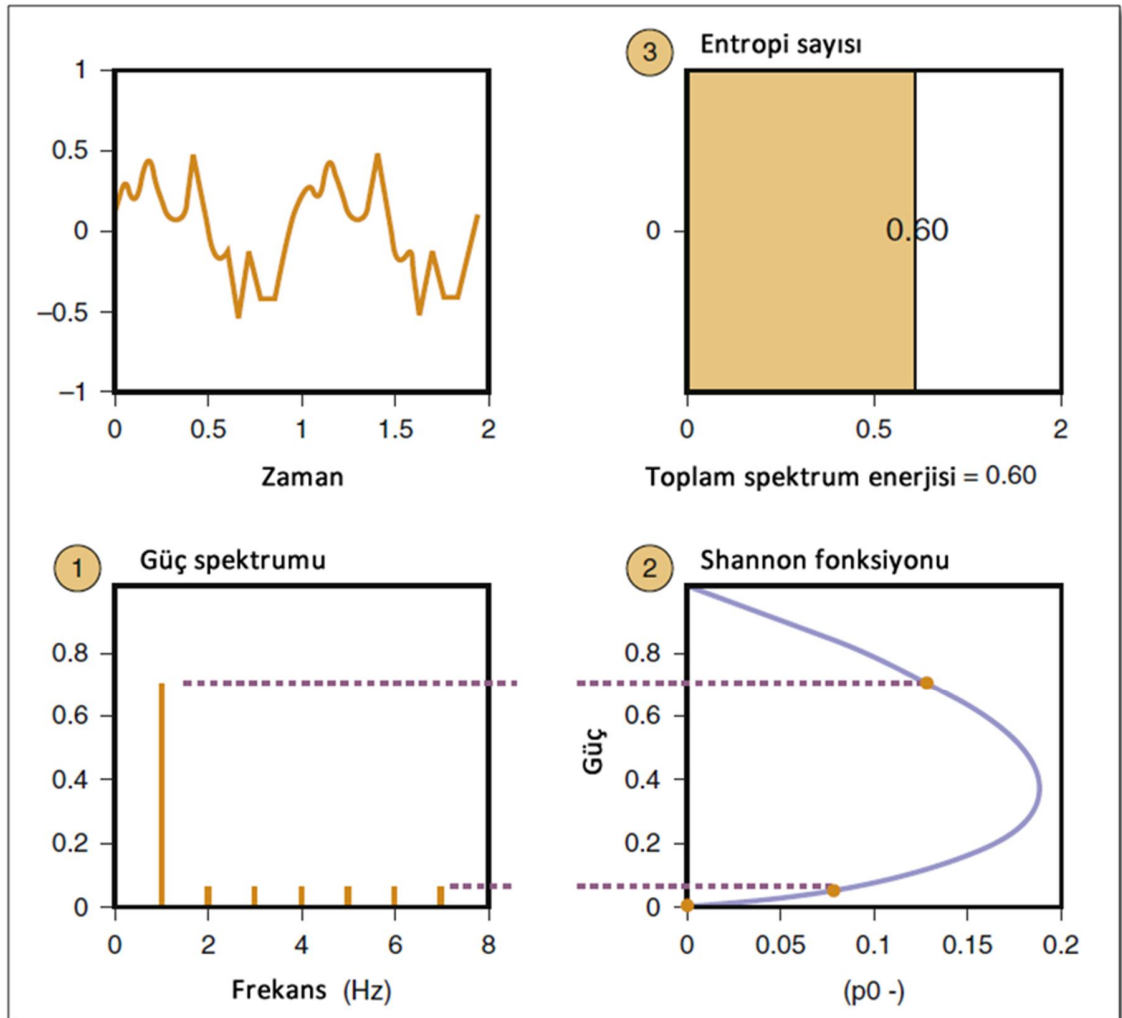 1
0.5
0
–0.5
–1
0 0.5 1 1.5 2
Zaman
3 Entropi sayısı
0
0.60
0 0.5 2
Toplam spektrum enerjisi = 0.60
1 Güç spektrumu
0.8
0.6
0.4
0.2
0
0 2 4 6 8
Frekans (Hz)
2 Shannon fonksiyonu
Güç
0.8
0.6
0.4
0.2
0
0 0.05 0.1 0.15 0.2
(p0 -)